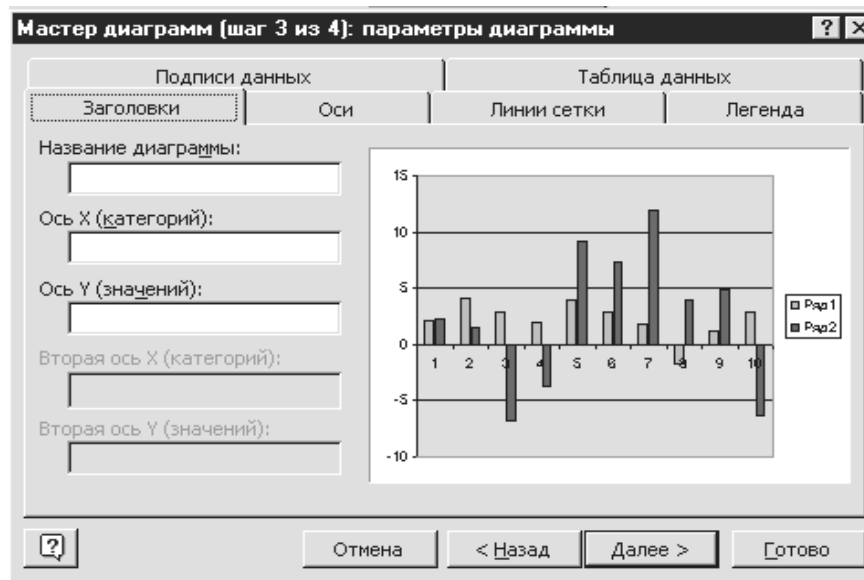 Мастер диаграмм (шаг 3 из 4): параметры диаграммы
Подписи данных Таблица данных
Заголовки Оси Линии сетки Легенда
Название диаграммы:
Ось X (категорий):
Ось Y (значений):
Вторая ось X (категорий):
Вторая ось Y (значений):
15
10
5
0
-5
-10
1 2 3 4 5 6 7 8 9 10
Ряд1
Ряд2
Отмена < Назад Далее > Готово